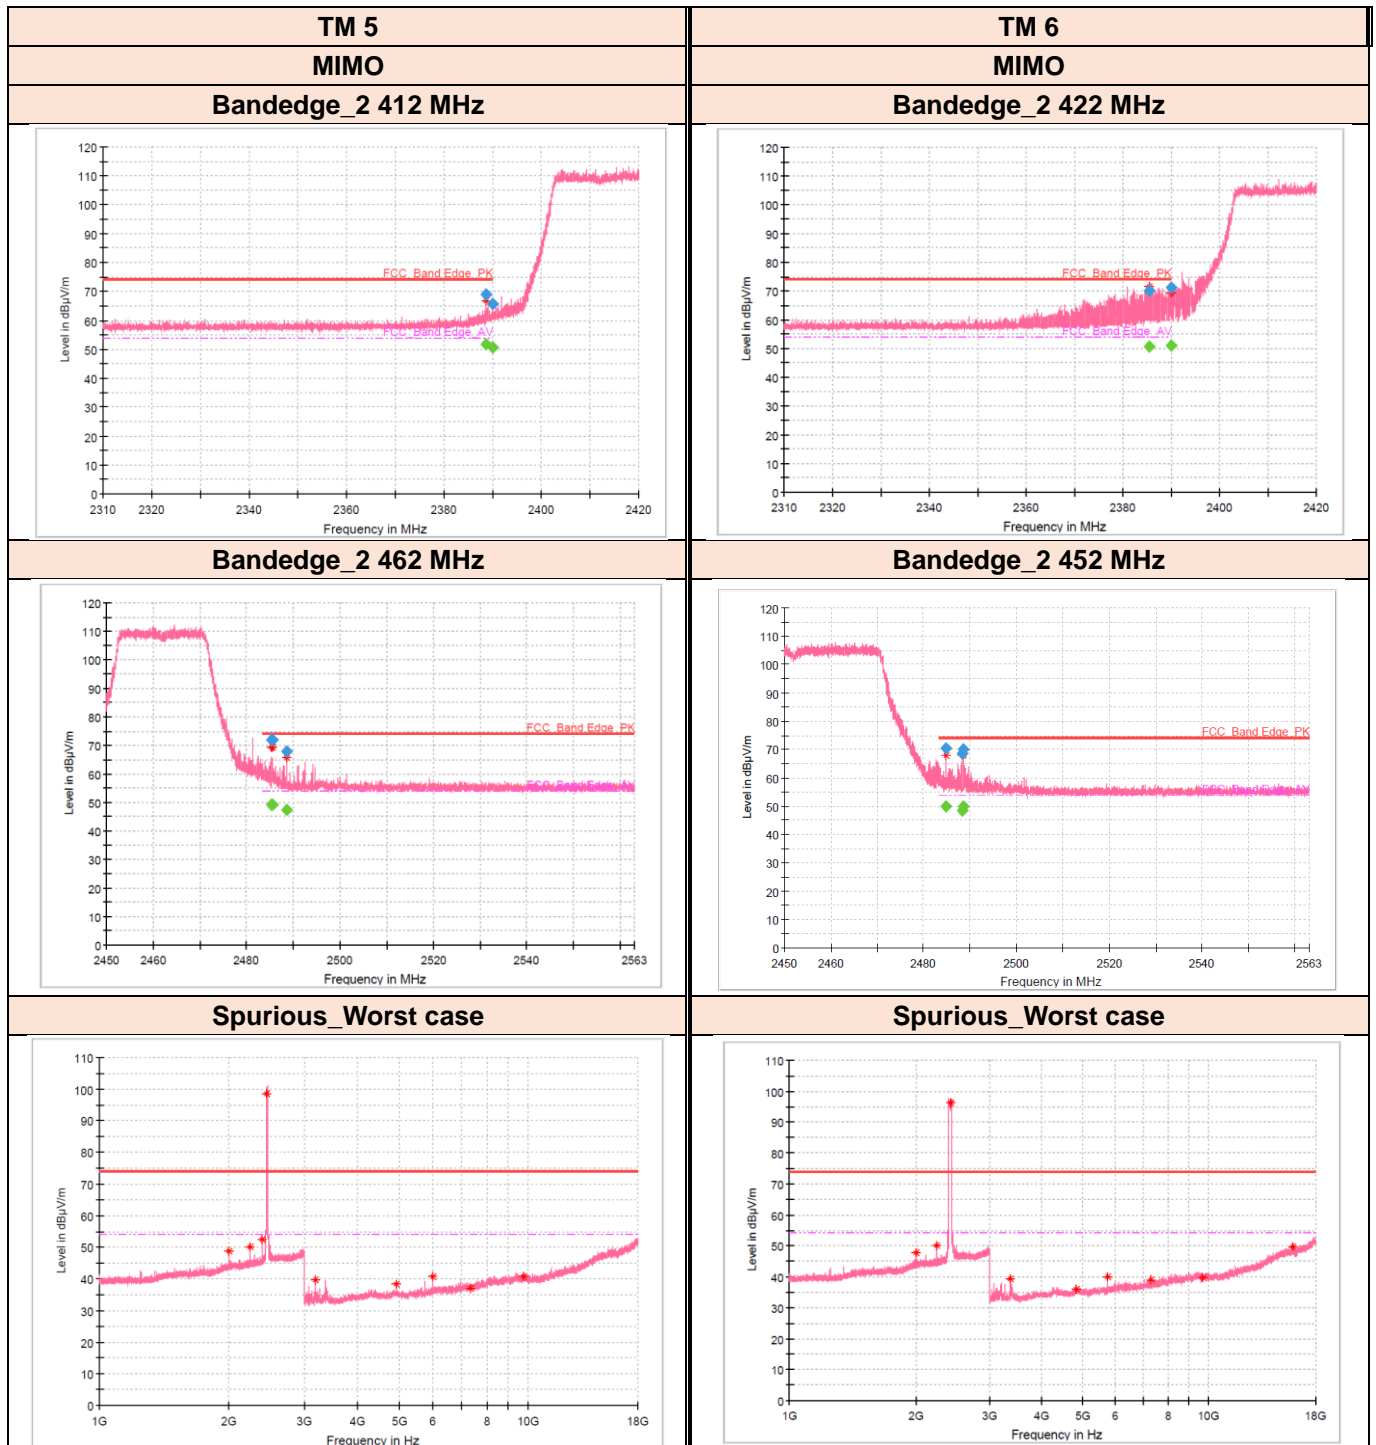 TM 5
TM 6
MIMO
MIMO
Bandedge_2 412 MHz
Bandedge_2 422 MHz
120
110
100
90
80
70
60
50
40
30
20
10
0
Level in dBµV/m
FCC_Band Edge_PK
FCC_Band Edge_AV
2310 2320 2340 2360 2380 2400 2420
Frequency in MHz
120
110
100
90
80
70
60
50
40
30
20
10
0
Level in dBµV/m
FCC_Band Edge_PK
FCC_Band Edge_AV
2310 2320 2340 2360 2380 2400 2420
Frequency in MHz
Bandedge_2 462 MHz
Bandedge_2 452 MHz
120
110
100
90
80
70
60
50
40
30
20
10
0
Level in dBµV/m
FCC_Band Edge_PK
FCC_Band Edge_AV
2450 2460 2480 2500 2520 2540 2563
Frequency in MHz
120
110
100
90
80
70
60
50
40
30
20
10
0
Level in dBµV/m
FCC_Band Edge_PK
FCC_Band Edge_AV
2450 2460 2480 2500 2520 2540 2563
Frequency in MHz
Spurious_Worst case
Spurious_Worst case
110
100
90
80
70
60
50
40
30
20
10
0
Level in dBµV/m
1G 2G 3G 4G 5G 6 8 10G 18G
Frequency in Hz
110
100
90
80
70
60
50
40
30
20
10
0
Level in dBµV/m
1G 2G 3G 4G 5G 6 8 10G 18G
Frequency in Hz